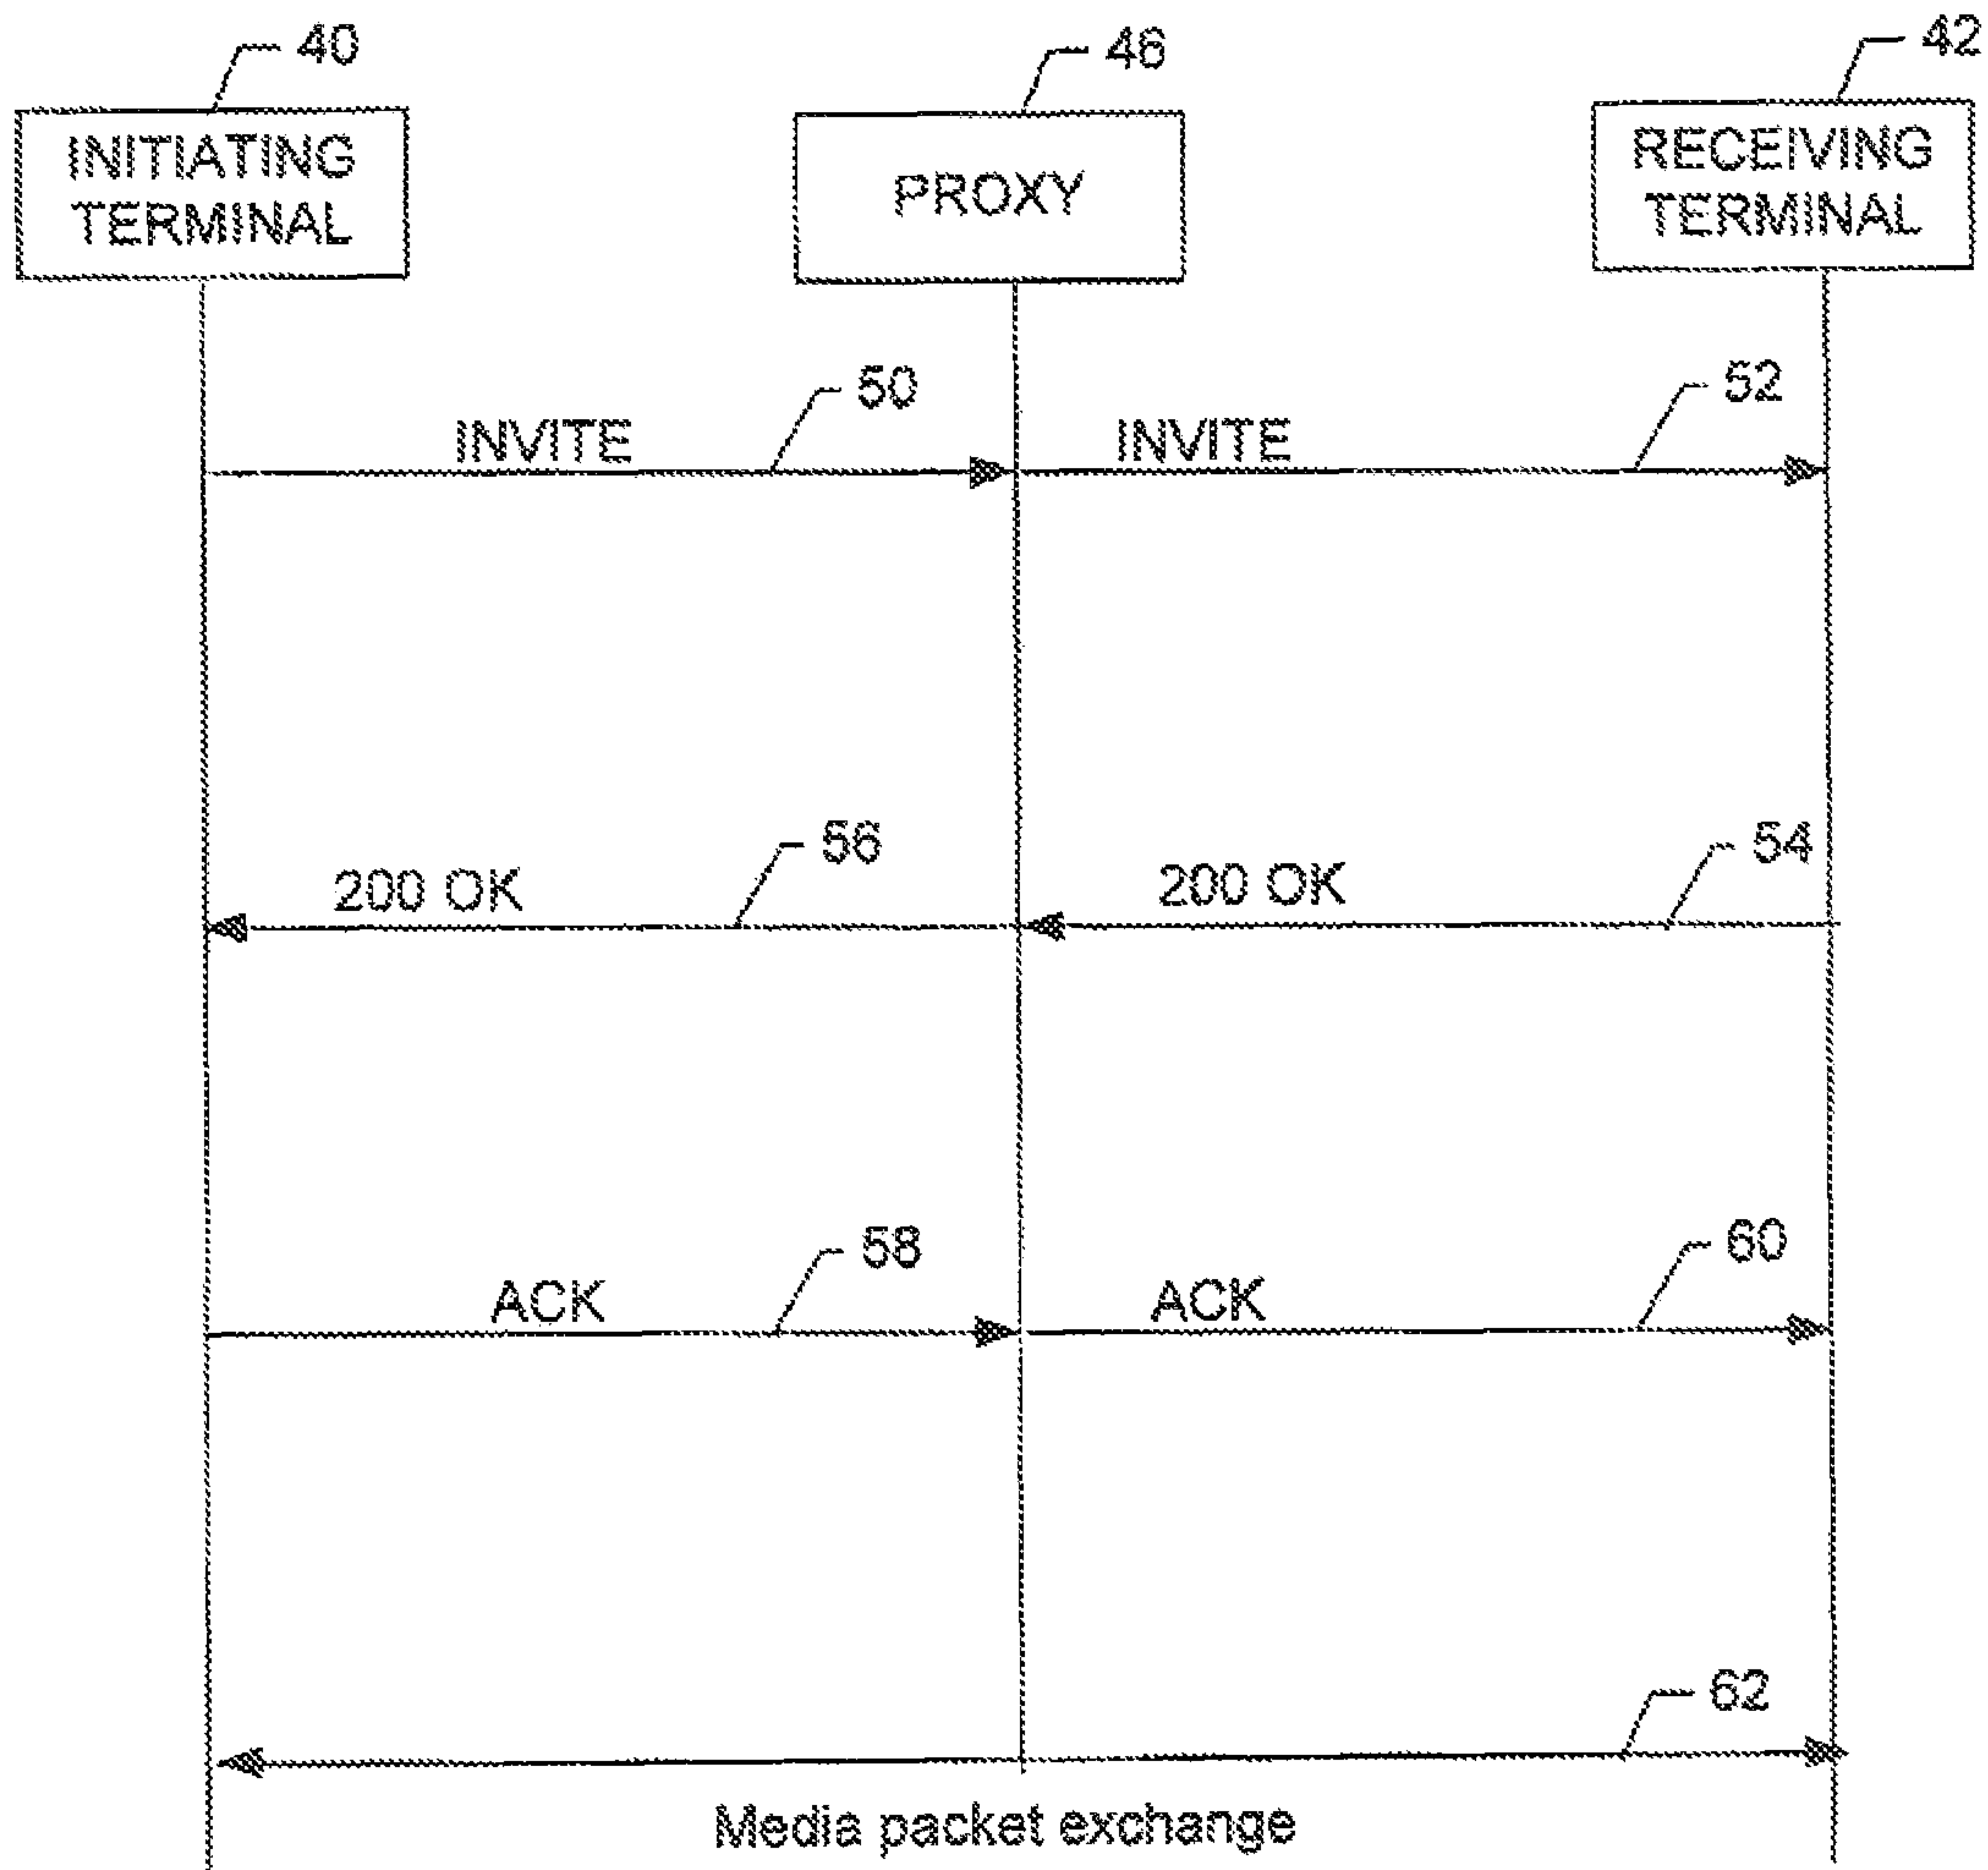 40
46
42
INITIATING
TERMINAL
PROXY
RECEIVING
TERMINAL
50
52
INVITE
INVITE
56
54
200 OK
200 OK
58
60
ACK
ACK
62
Media packet exchange